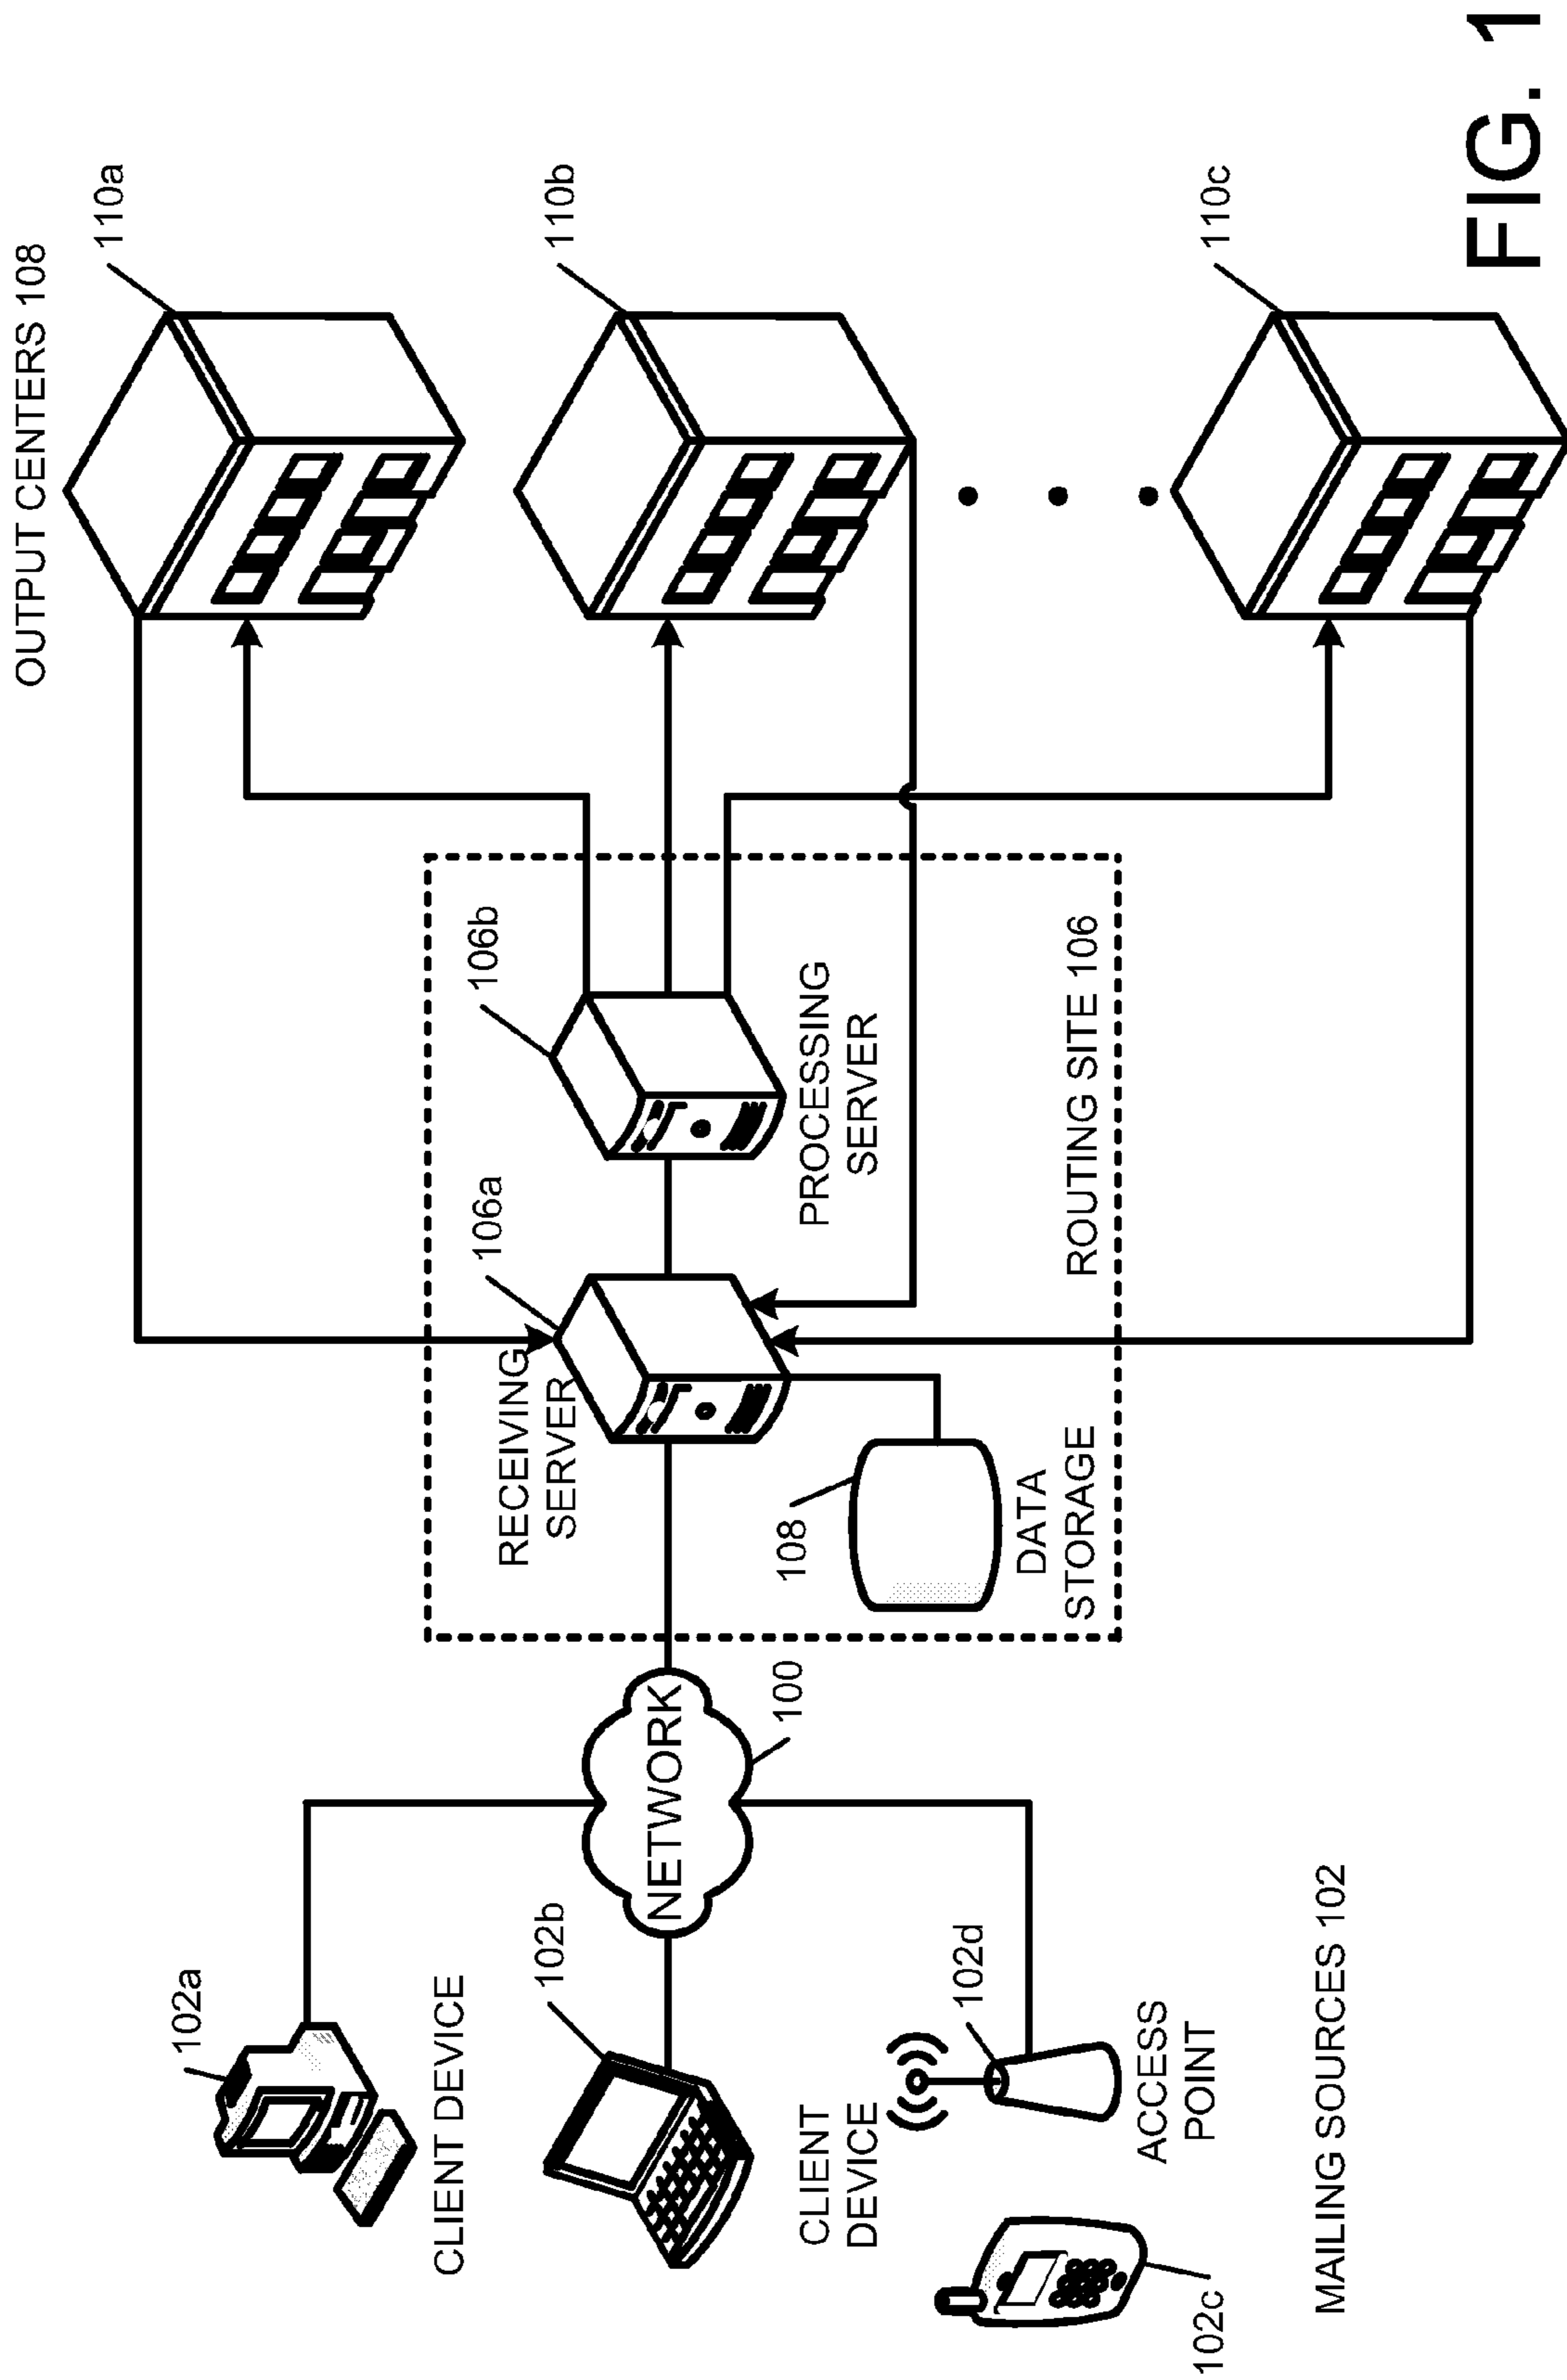 OUTPUT CENTERS 108
110a
110b
110c
106b
PROCESSING
SERVER
106a
RECEIVING
SERVER
ROUTING SITE 106
108
DATA
STORAGE
NETWORK
100
102a
CLIENT DEVICE
102b
CLIENT
DEVICE
102d
ACCESS
POINT
102c
MAILING SOURCES 102
FIG. 1